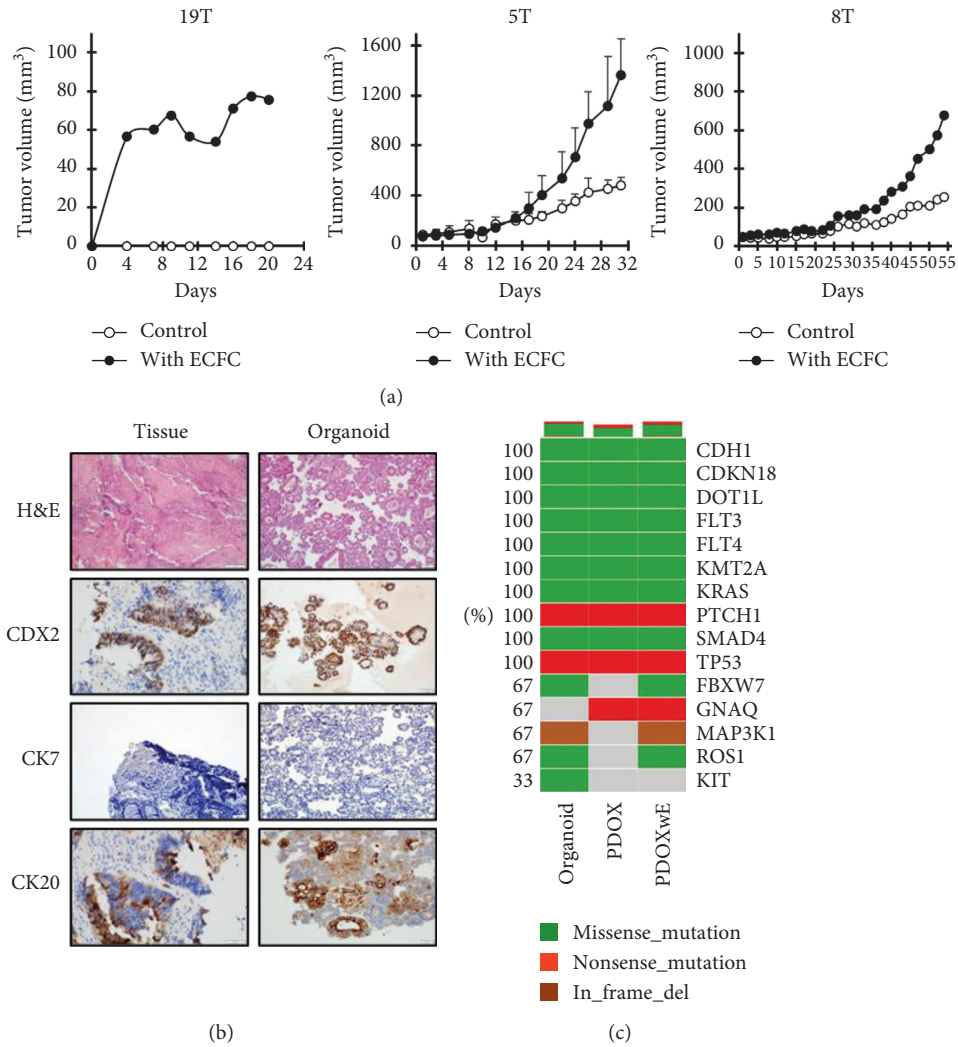 19T
Tumor volume (mm3)
100
80
60
40
20
0
0 4 8 12 16 20 24
Days
Control
With ECFC
5T
Tumor volume (mm3)
1600
1200
800
400
0
0 4 8 12 16 20 24 28 32
Days
Control
With ECFC
8T
Tumor volume (mm3)
1000
800
600
400
200
0
0 5 10 15 20 25 30 35 40 45 50 55
Days
Control
With ECFC
(a)
Tissue Organoid
H&E
CDX2
CK7
CK20
(b)
100 CDH1
100 CDKN18
100 DOT1L
100 FLT3
100 FLT4
100 KMT2A
100 KRAS
(%) 100 PTCH1
100 SMAD4
100 TP53
67 FBXW7
67 GNAQ
67 MAP3K1
67 ROS1
33 KIT
Organoid
PDOX
PDOXwE
Missense_mutation
Nonsense_mutation
In_frame_del
(c)